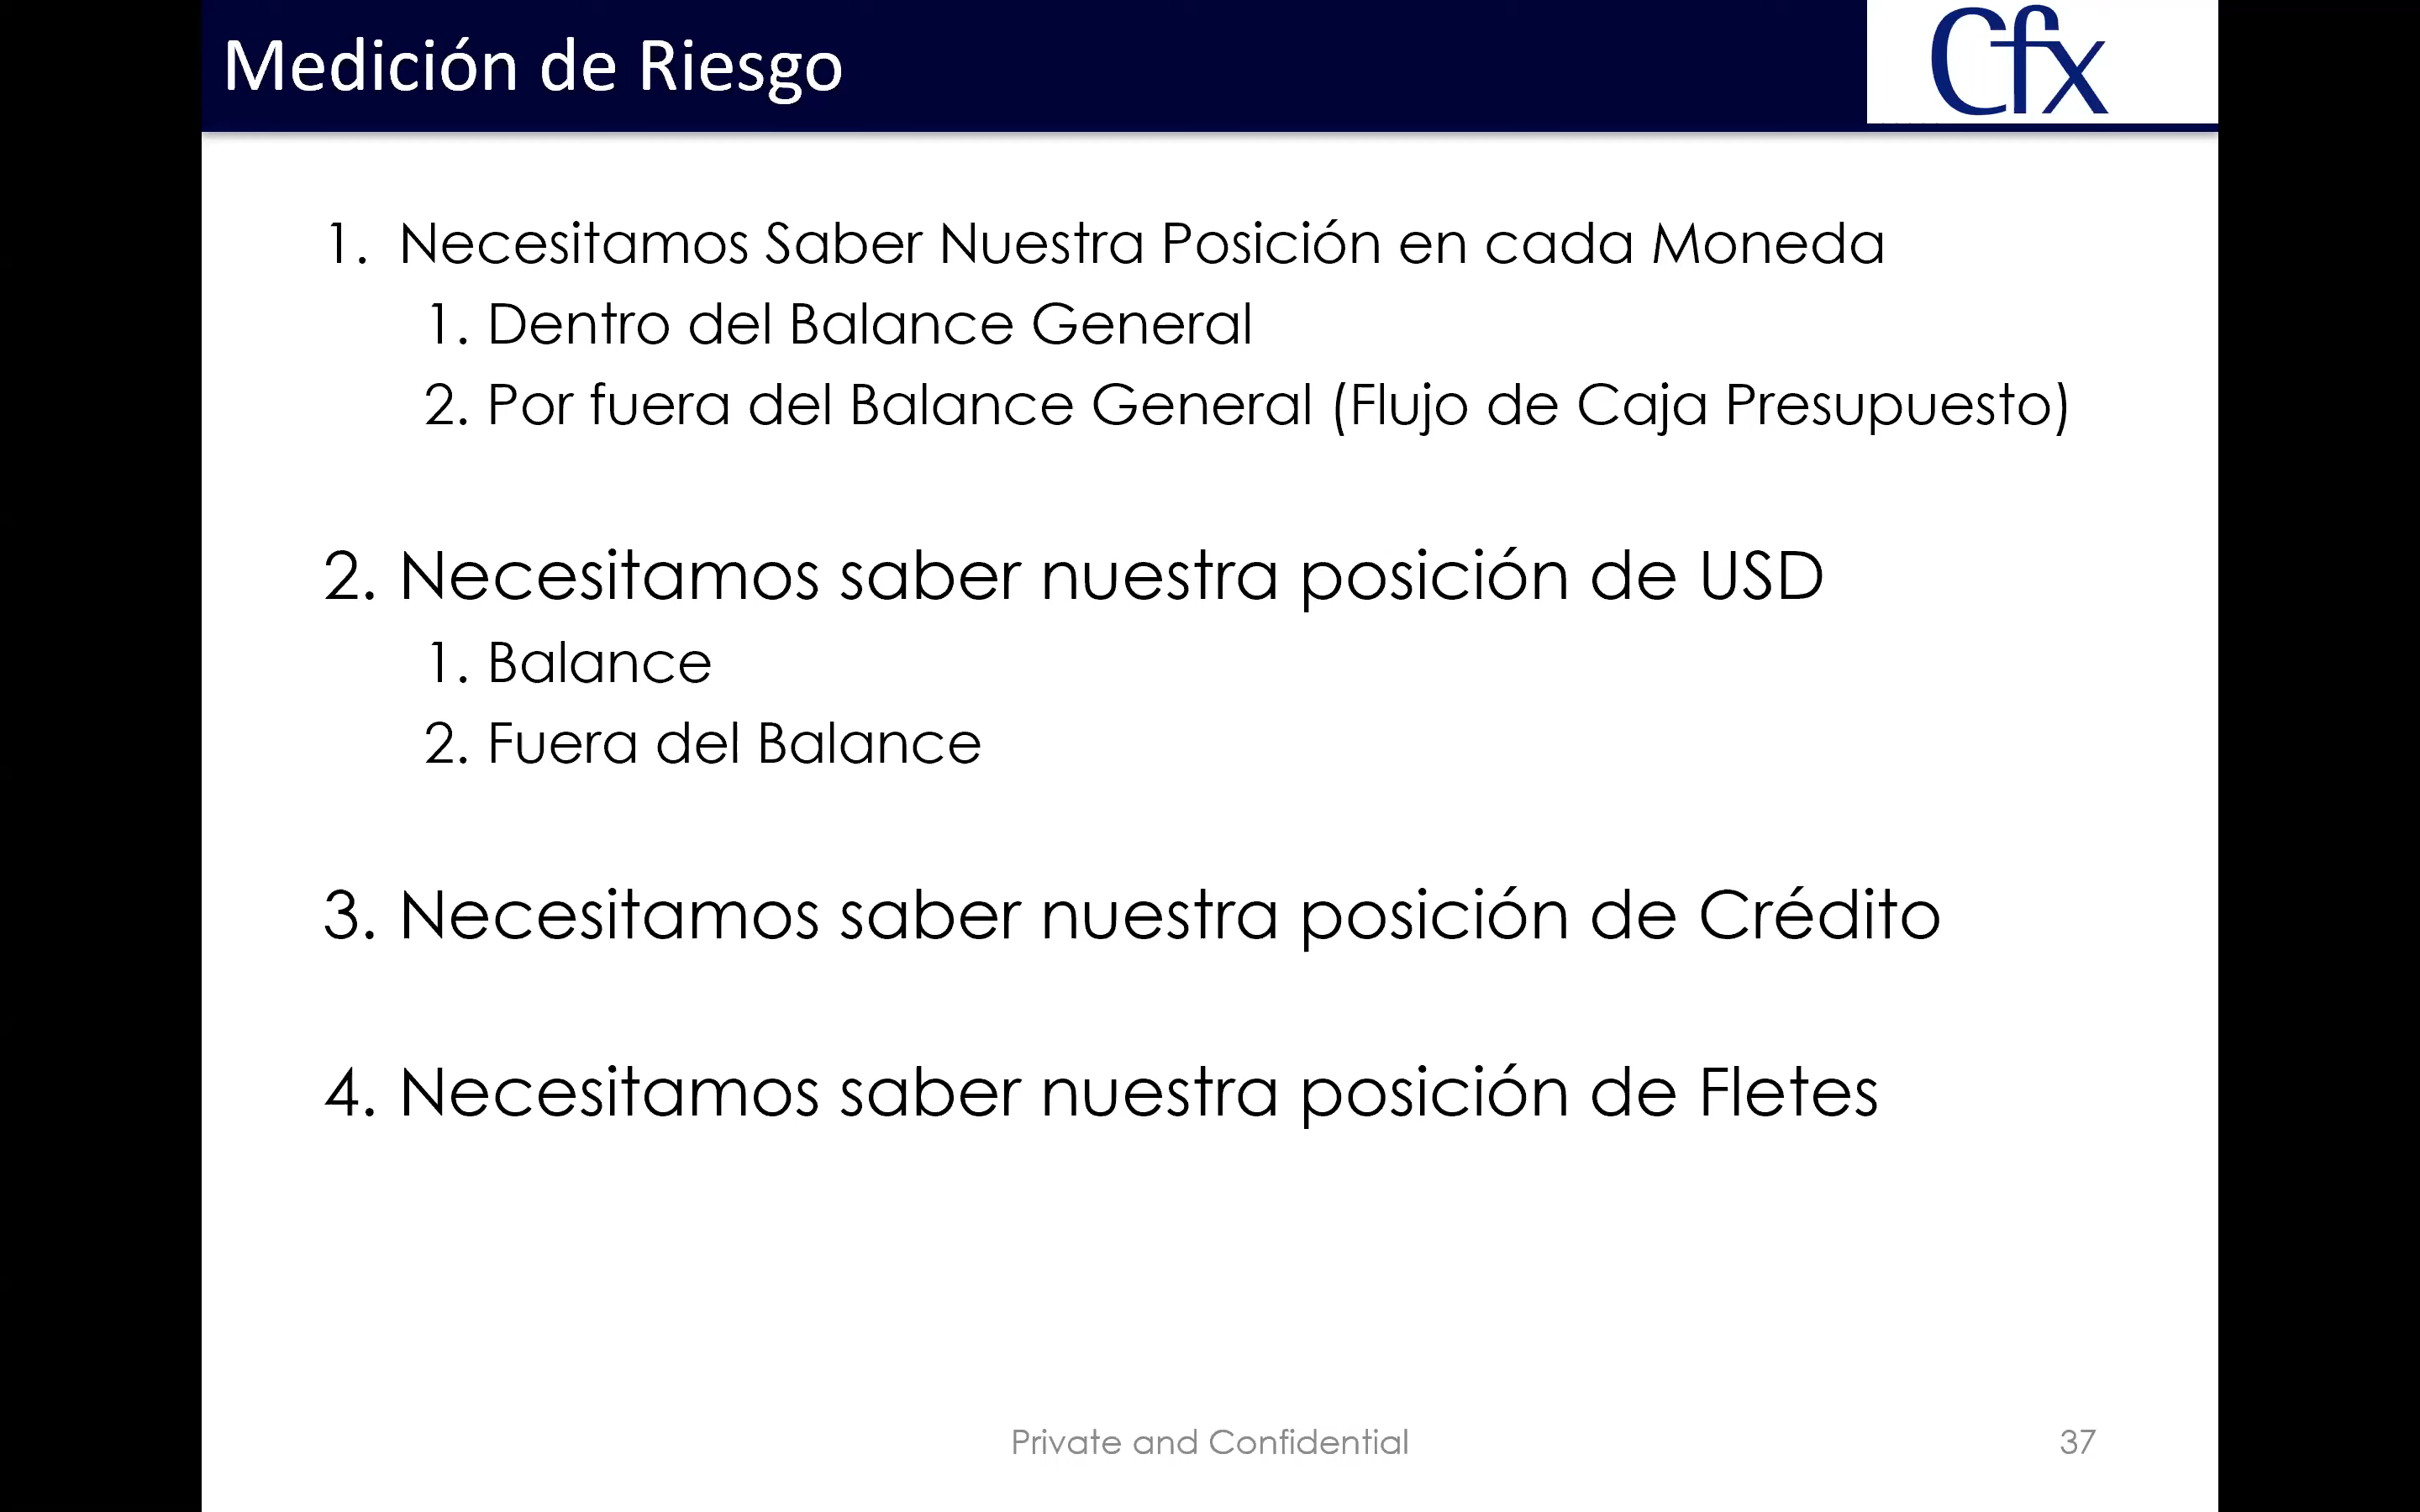 Medición de Riesgo
Cfx
1. Necesitamos Saber Nuestra Posición en cada Moneda
1. Dentro del Balance General
2. Por fuera del Balance General (Flujo de Caja Presupuesto)
2. Necesitamos saber nuestra posición de USD
1. Balance
2. Fuera del Balance
3. Necesitamos saber nuestra posición de Crédito
4. Necesitamos saber nuestra posición de Fletes
Private and Confidential
37